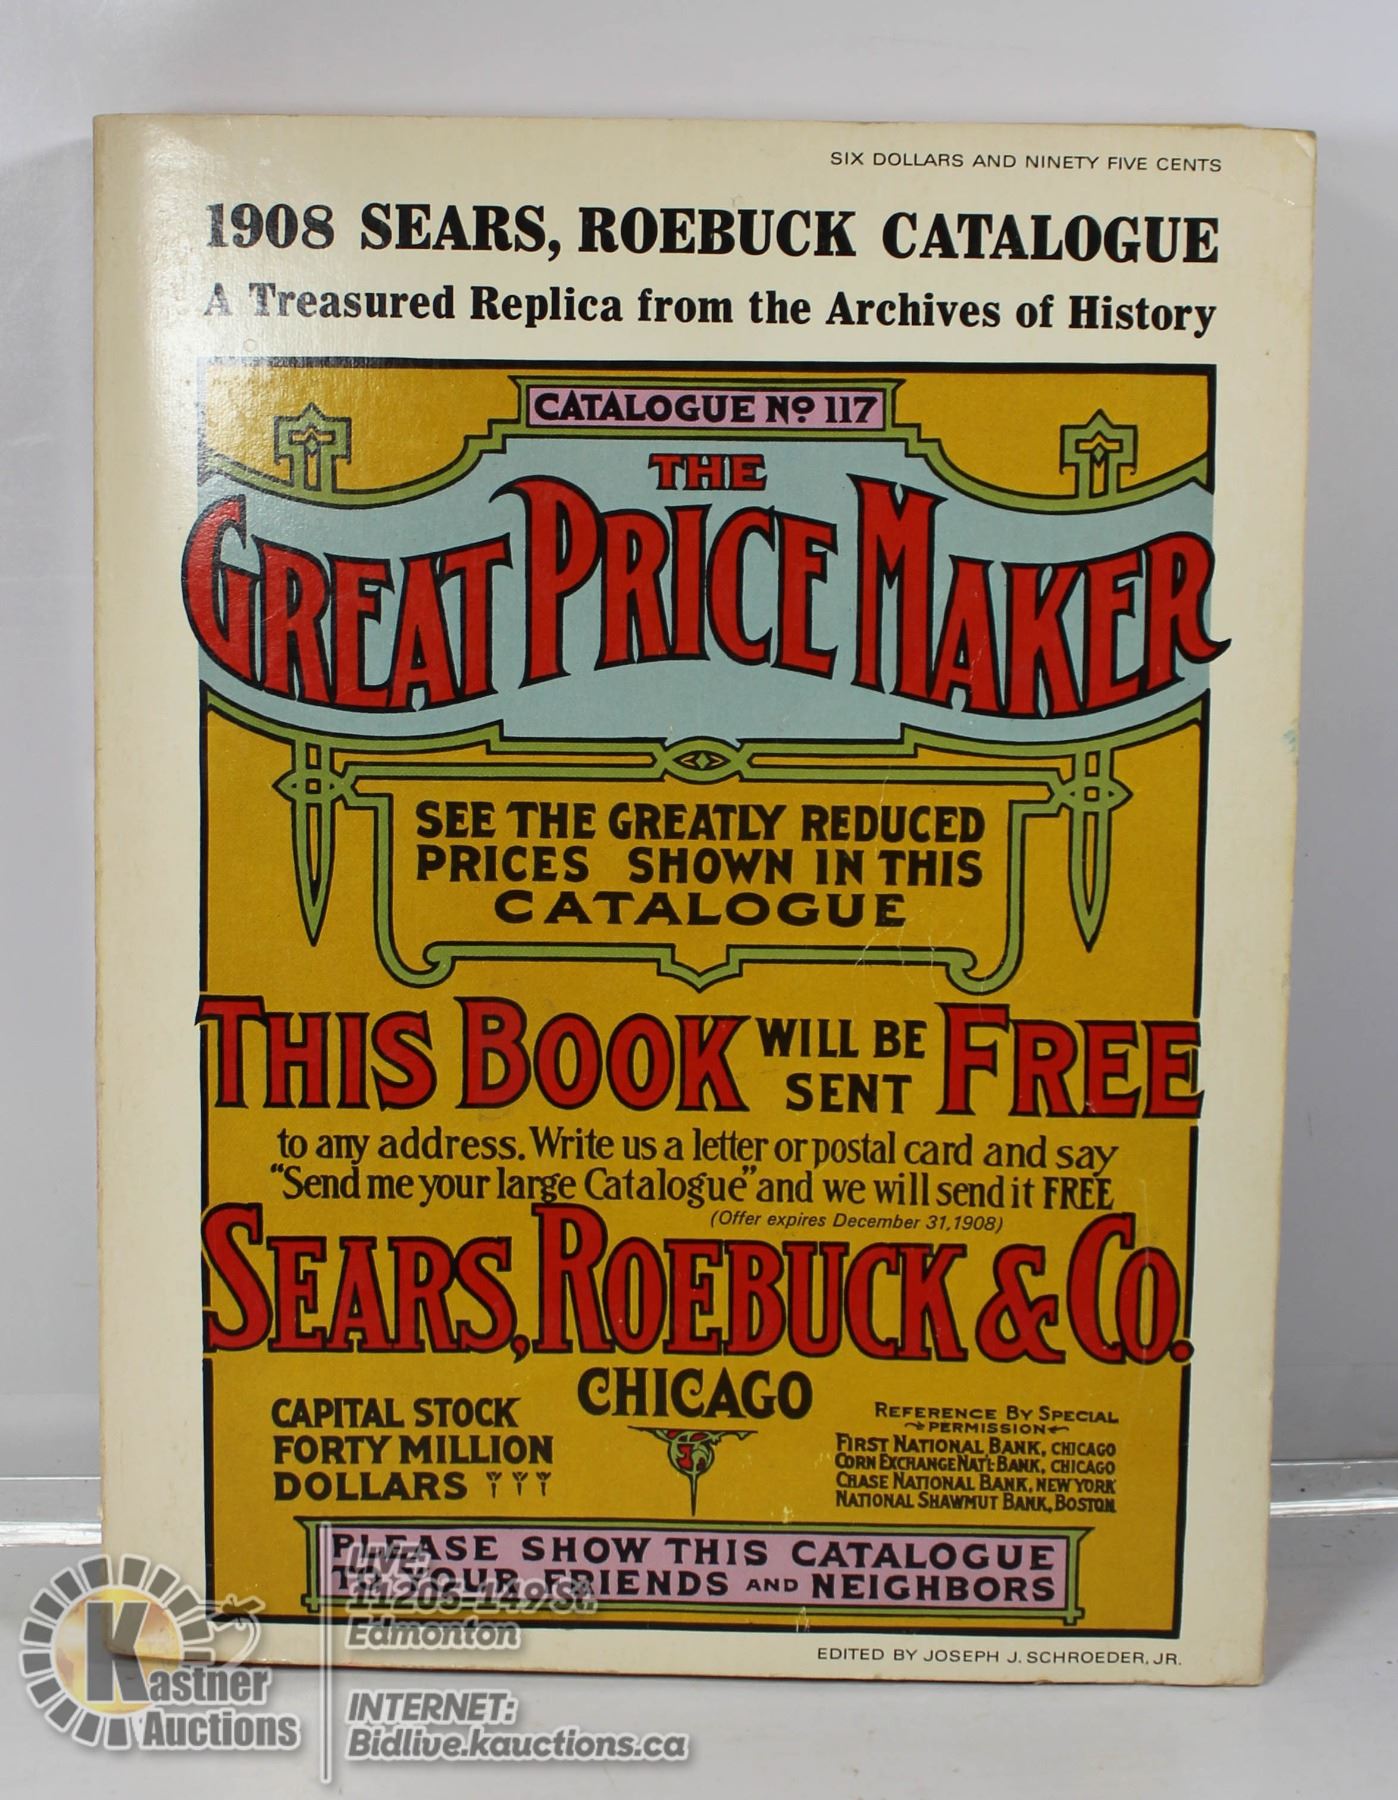 SIX DOLLARS AND NINETY FIVE CENTS
1908 SEARS, ROEBUCK CATALOGUE
A Treasured Replica from the Archives of History
CATALOGUE No 117
THE
GREAT PRICE MAKER
SEE THE GREATLY REDUCED
PRICES SHOWN IN THIS
CATALOGUE
THIS BOOK WILL BE SENT FREE
to any address. Write us a letter or postal card and say
"Send me your large Catalogue" and we will send it FREE
(Offer expires December 31, 1908)
SEARS, ROEBUCK & CO.
CHICAGO
CAPITAL STOCK
FORTY MILLION
DOLLARS
REFERENCE BY SPECIAL
PERMISSION
FIRST NATIONAL BANK, CHICAGO
CORN EXCHANGE NAT'L BANK, CHICAGO
CHASE NATIONAL BANK, NEW YORK
NATIONAL SHAWMUT BANK, BOSTON
PLEASE SHOW THIS CATALOGUE
TO YOUR FRIENDS AND NEIGHBORS
EDITED BY JOSEPH J. SCHROEDER, JR.
Kastner
Auctions
LIVE:
11205-149 St.
Edmonton
INTERNET:
Bidlive.kauctions.ca